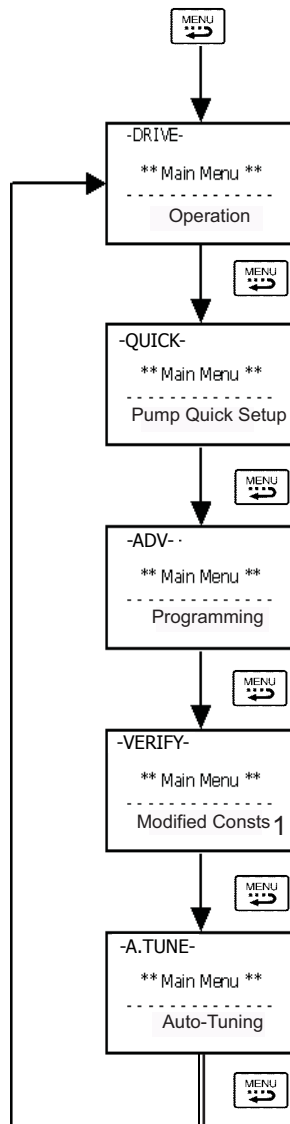 MENU
-DRIVE-
** Main Menu **
- - - - - - - - - - - - - - -
Operation
MENU
-QUICK-
** Main Menu **
- - - - - - - - - - - - - - -
Pump Quick Setup
MENU
-ADV- ·
** Main Menu **
- - - - - - - - - - - - - - -
Programming
MENU
-VERIFY-
** Main Menu **
- - - - - - - - - - - - - - -
Modified Consts 1
MENU
-A.TUNE-
** Main Menu **
- - - - - - - - - - - - - - -
Auto-Tuning
MENU